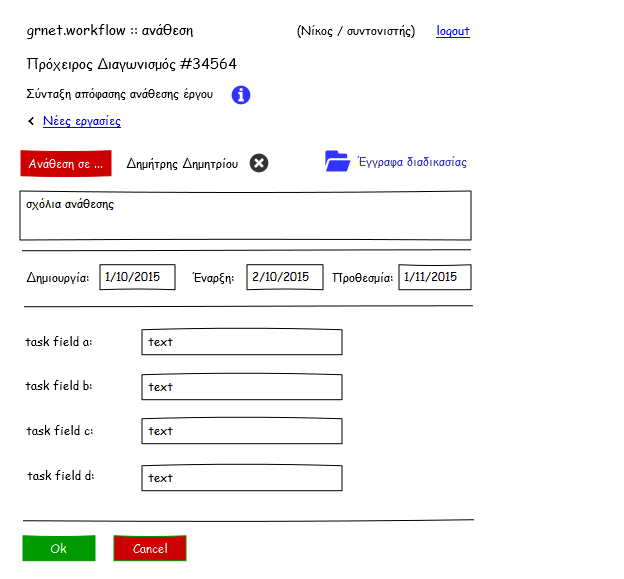 grnet.workflow :: ανάθεση (Νίκος / συντονιστής) logout
Πρόχειρος Διαγωνισμός #34564
Σύνταξη απόφασης ανάθεσης έργου
< Νέες εργασίες
Ανάθεση σε ... Δημήτρης Δημητρίου Έγγραφα διαδικασίας
σχόλια ανάθεσης
Δημιουργία: 1/10/2015 Έναρξη: 2/10/2015 Προθεσμία: 1/11/2015
task field a: text
task field b: text
task field c: text
task field d: text
Ok Cancel